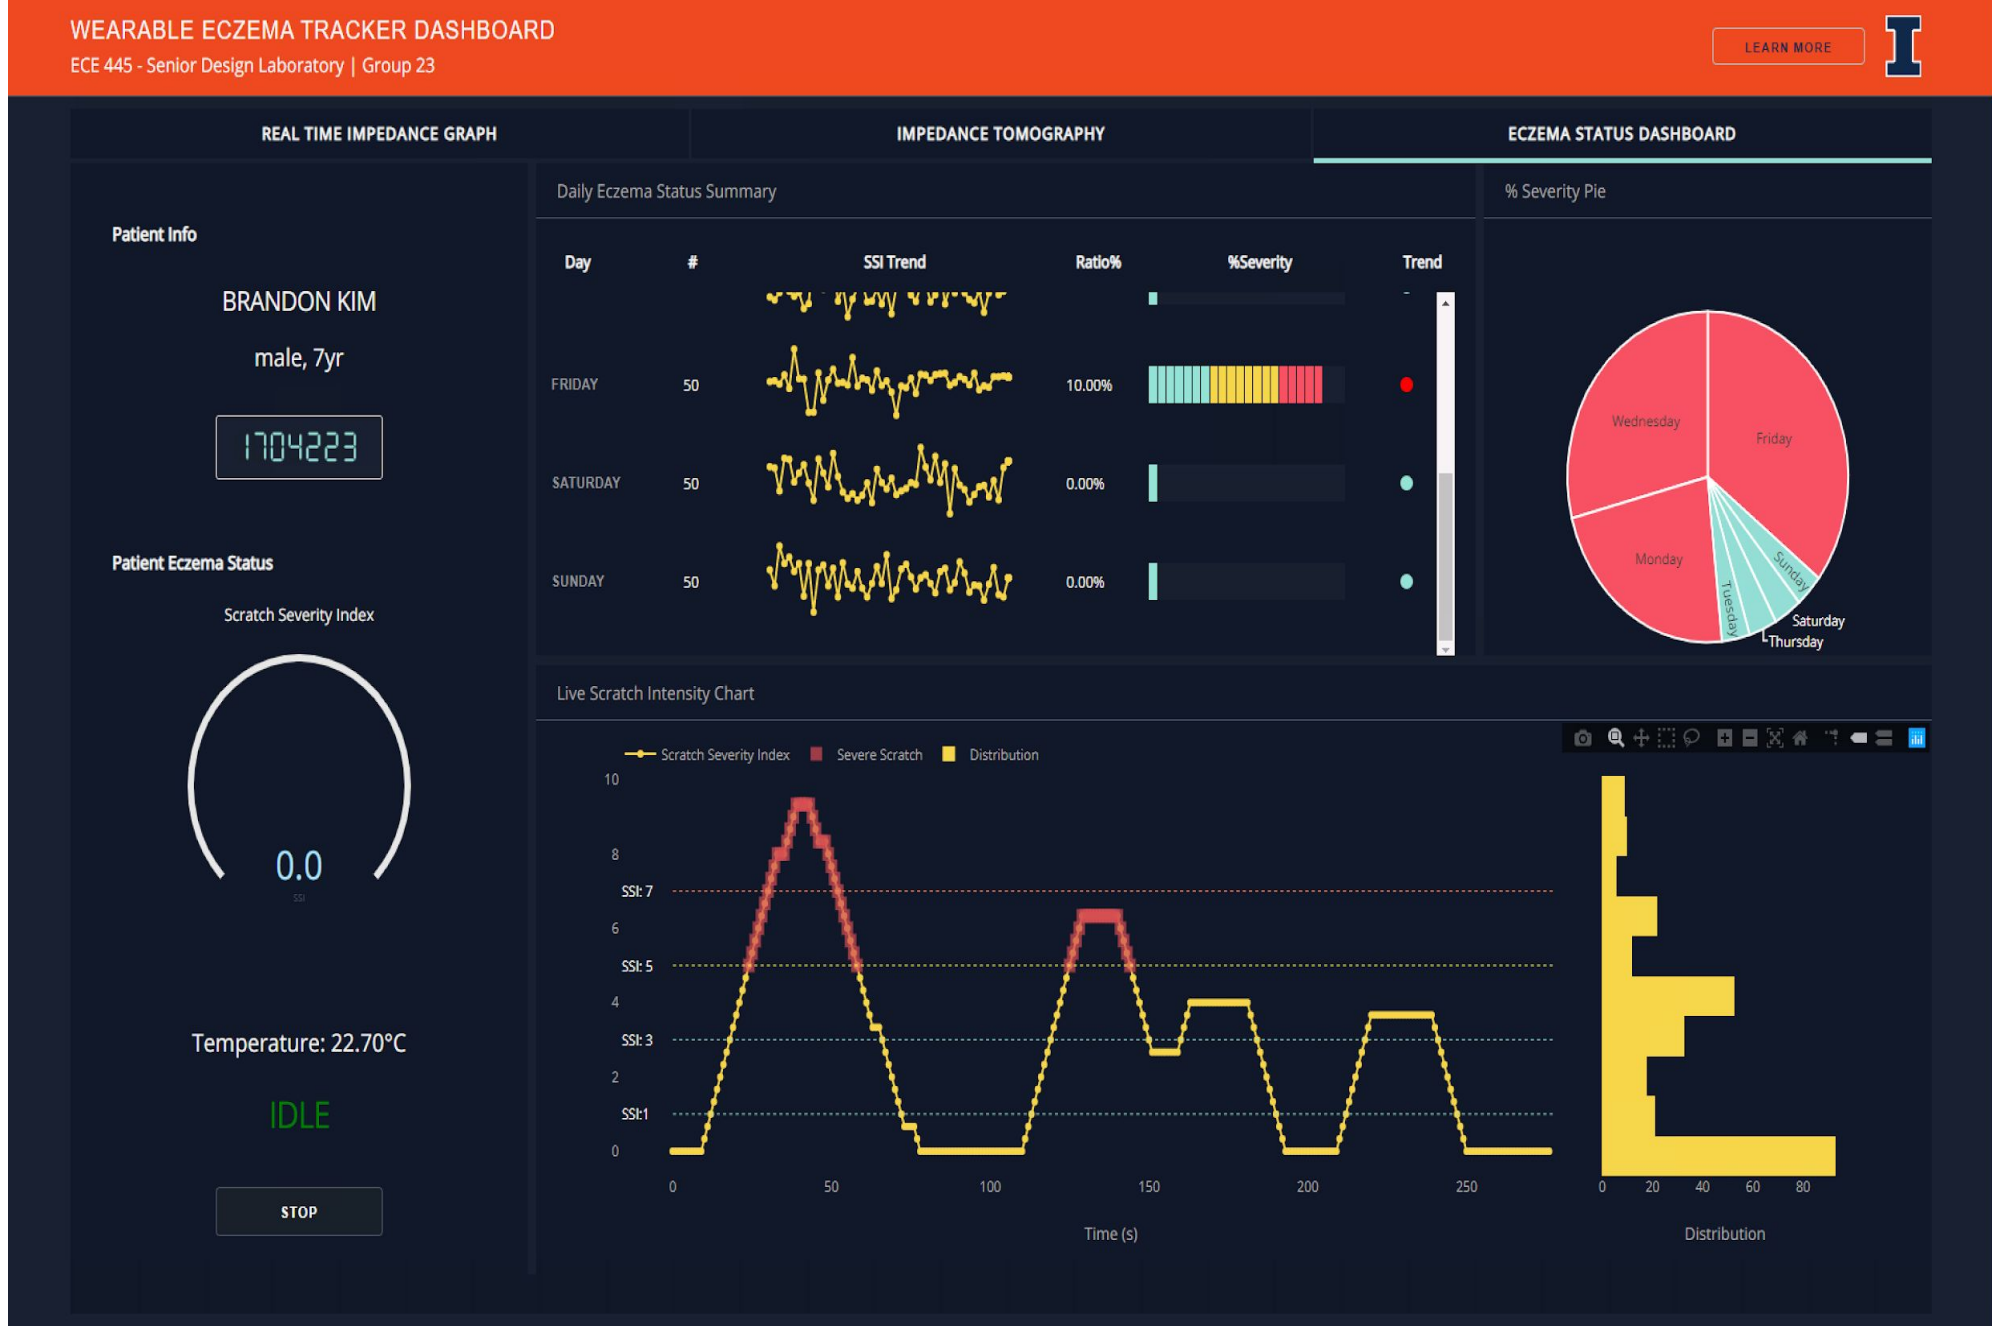 WEARABLE ECZEMA TRACKER DASHBOARD
ECE 445 - Senior Design Laboratory | Group 23
LEARN MORE
I
REAL TIME IMPEDANCE GRAPH
IMPEDANCE TOMOGRAPHY
ECZEMA STATUS DASHBOARD
Patient Info
BRANDON KIM
male, 7yr
1704223
Patient Eczema Status
Scratch Severity Index
0.0
SSI
Temperature: 22.70°C
IDLE
STOP
Daily Eczema Status Summary
Day # SSI Trend Ratio% %Severity Trend
FRIDAY 50 10.00%
SATURDAY 50 0.00%
SUNDAY 50 0.00%
% Severity Pie
Wednesday
Friday
Monday
Sunday
Tuesday
Saturday
Thursday
Live Scratch Intensity Chart
Scratch Severity Index Severe Scratch Distribution
10
8
SSI: 7
6
SSI: 5
4
SSI: 3
2
SSI:1
0
0 50 100 150 200 250
Time (s)
0 20 40 60 80
Distribution